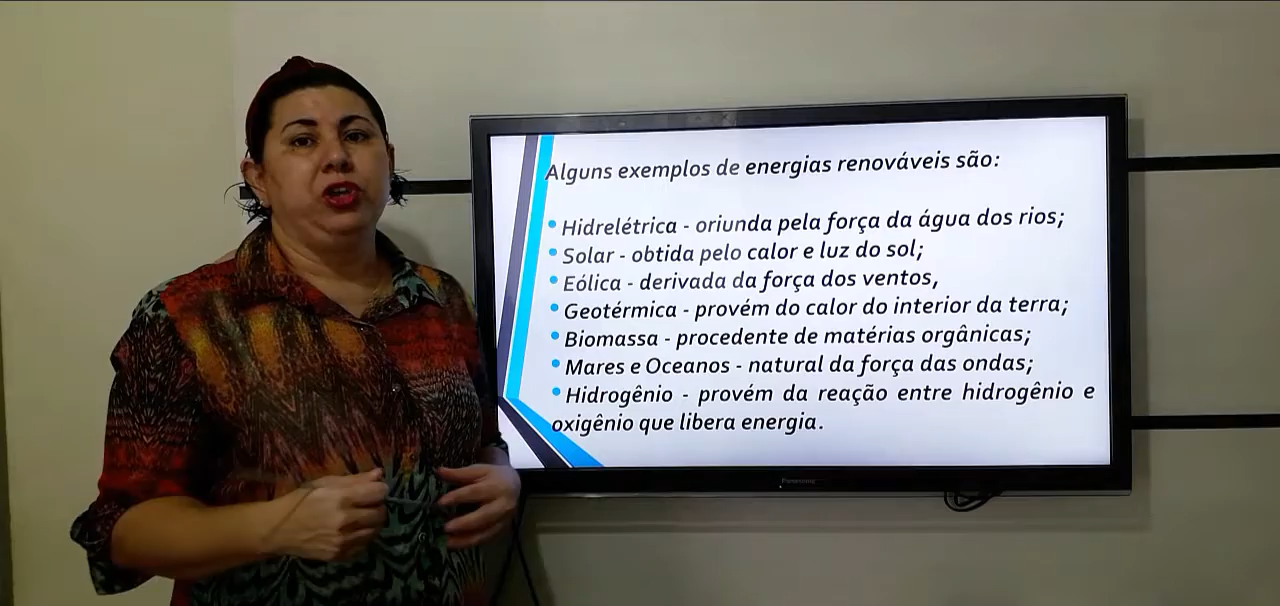 Alguns exemplos de energias renováveis são:
• Hidrelétrica - oriunda pela força da água dos rios;
• Solar - obtida pelo calor e luz do sol;
• Eólica - derivada da força dos ventos,
• Geotérmica - provém do calor do interior da terra;
• Biomassa - procedente de matérias orgânicas;
• Mares e Oceanos - natural da força das ondas;
• Hidrogênio - provém da reação entre hidrogênio e
oxigênio que libera energia.
Panasonic